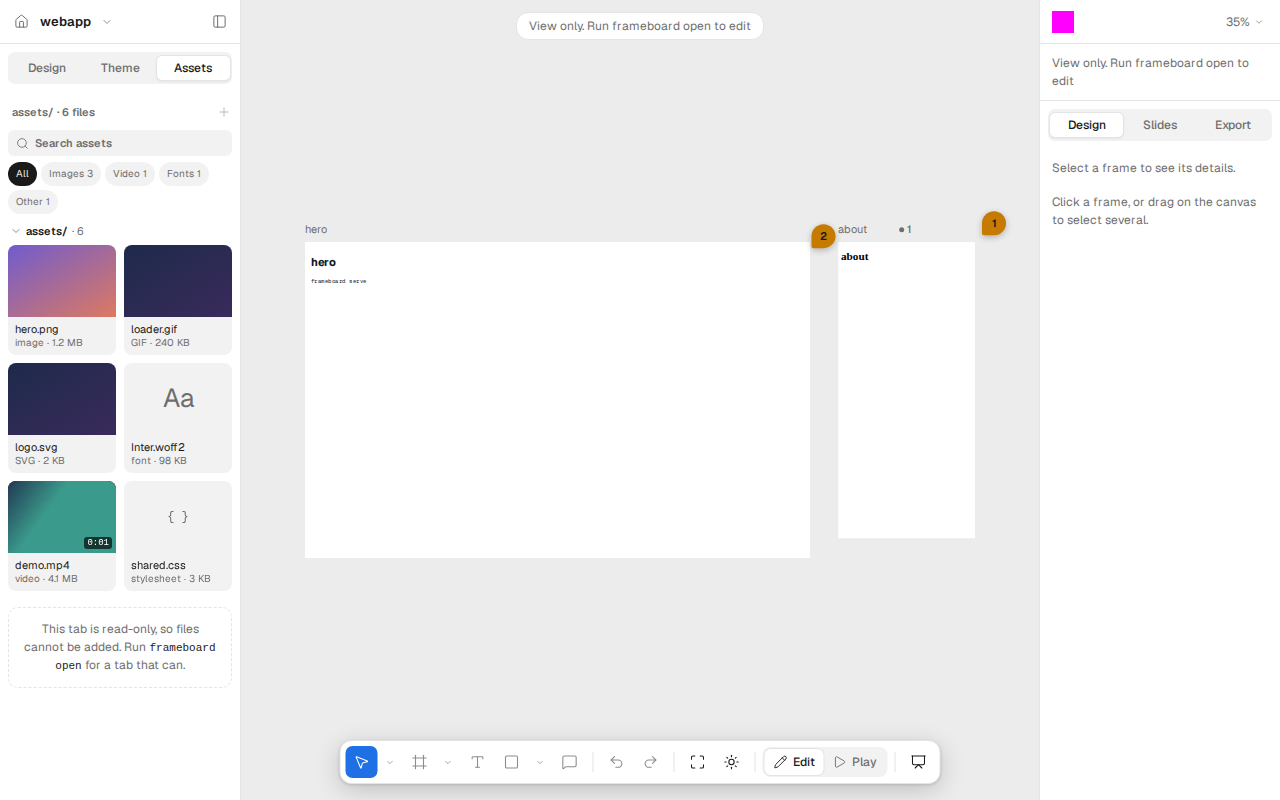 webapp
Design
Theme
Assets
assets/ · 6 files
Search assets
All
Images 3
Video 1
Fonts 1
Other 1
assets/ · 6
hero.png
image · 1.2 MB
loader.gif
GIF · 240 KB
logo.svg
SVG · 2 KB
Aa
Inter.woff2
font · 98 KB
0:01
demo.mp4
video · 4.1 MB
{ }
shared.css
stylesheet · 3 KB
This tab is read-only, so files
cannot be added. Run frameboard
open for a tab that can.
View only. Run frameboard open to edit
hero
2
about
1
1
hero
frameboard serve
about
Edit
Play
35%
View only. Run frameboard open to
edit
Design
Slides
Export
Select a frame to see its details.
Click a frame, or drag on the canvas
to select several.